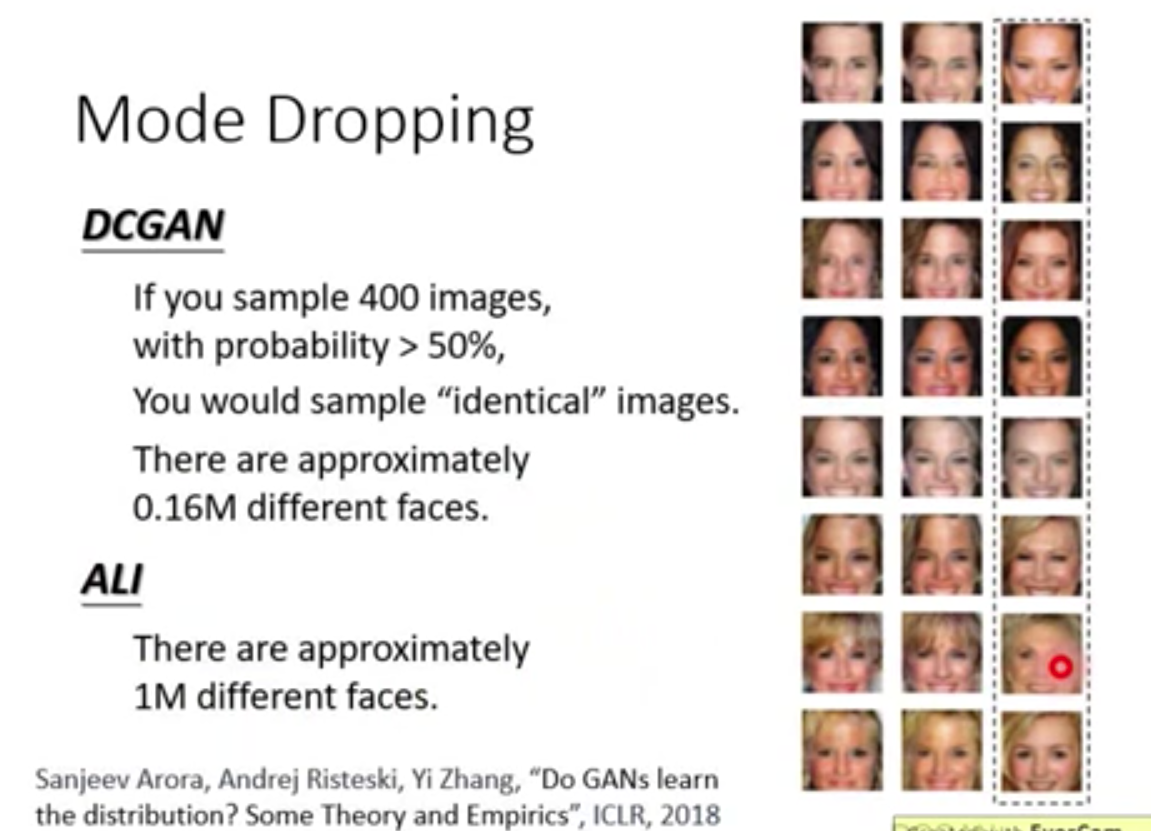 Mode Dropping
DCGAN
If you sample 400 images,
with probability > 50%,
You would sample “identical” images.
There are approximately
0.16M different faces.
ALI
There are approximately
1M different faces.
Sanjeev Arora, Andrej Risteski, Yi Zhang, “Do GANs learn
the distribution? Some Theory and Empirics”, ICLR, 2018
EverCam